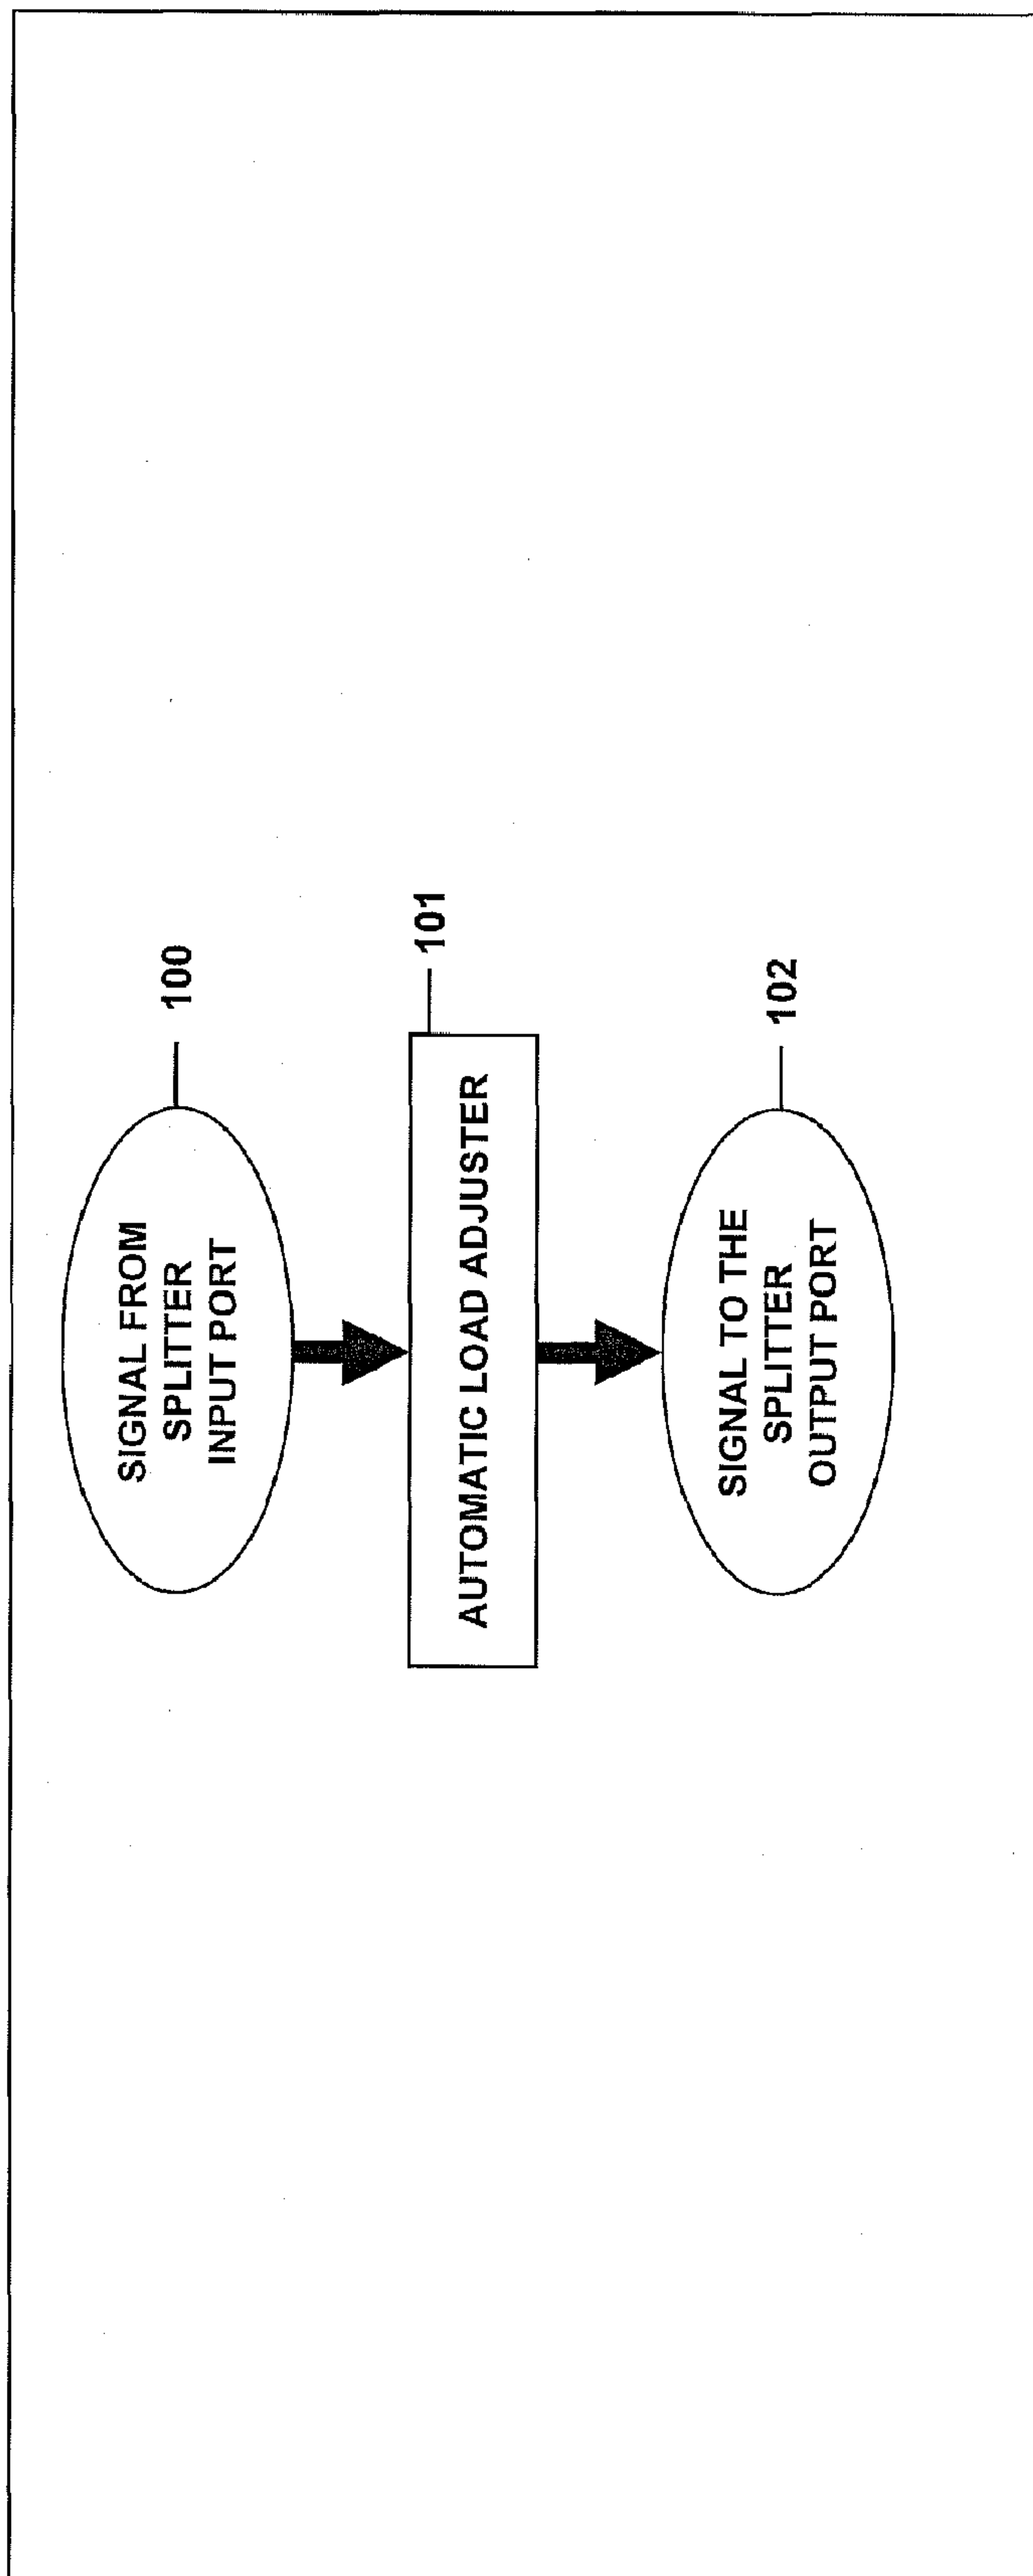 SIGNAL FROM
SPLITTER
INPUT PORT
100
AUTOMATIC LOAD ADJUSTER
101
SIGNAL TO THE
SPLITTER
OUTPUT PORT
102